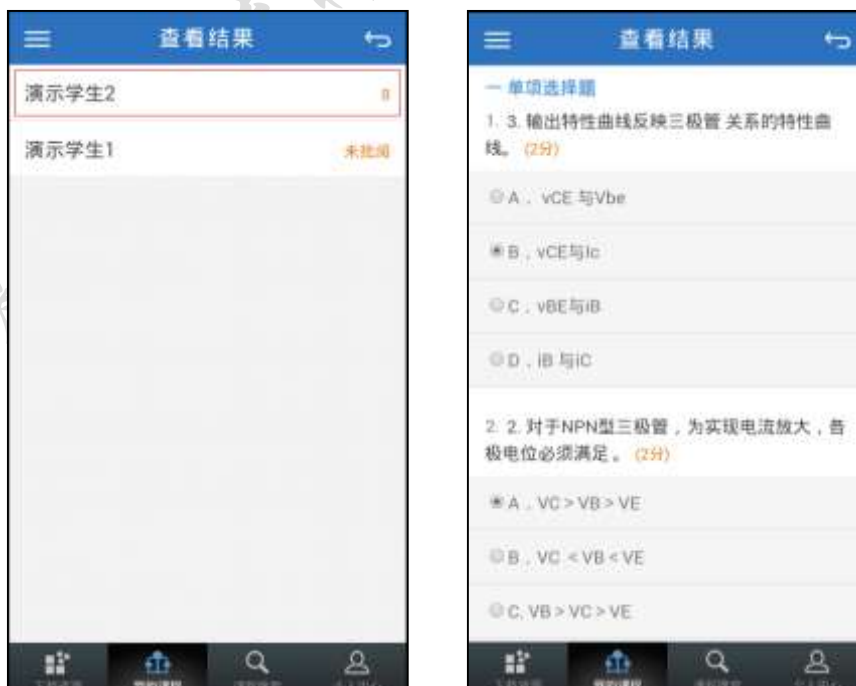 查看结果
演示学生2
8
演示学生1
未批阅
查看结果
一 单项选择题
1. 3. 输出特性曲线反映三极管 关系的特性曲
线。 (2分)
A . vCE 与Vbe
B . vCE与Ic
C . vBE与iB
D . iB 与iC
2. 2. 对于NPN型三极管，为实现电流放大，各
极电位必须满足 。 (2分)
A . VC > VB > VE
B . VC < VB < VE
C. VB > VC > VE
我的课程